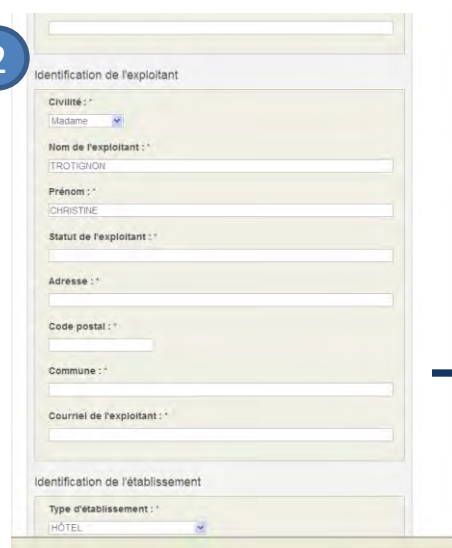 2
Identification de l'exploitant
Civilité : *
Madame
Nom de l'exploitant : *
TROTIGNON
Prénom : *
CHRISTINE
Statut de l'exploitant : *
Adresse : *
Code postal : *
Commune : *
Courriel de l'exploitant : *
Identification de l'établissement
Type d'établissement : *
HÔTEL